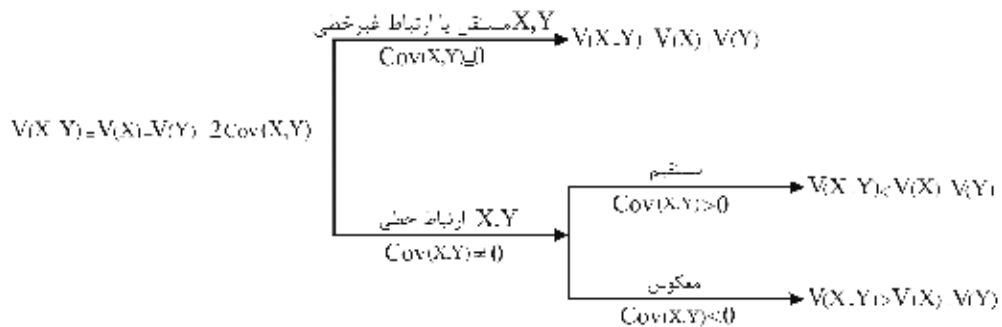 X,Y مستقل یا ارتباط غیرخطی
Cov(X,Y)=0
V(X-Y) V(X) V(Y)
V(X Y)=V(X)-V(Y) 2Cov(X,Y)
مستقیم
Cov(X,Y)>0
V(X Y)<V(X) V(Y)
X,Y ارتباط خطی
Cov(X,Y)≠0
معکوس
Cov(X,Y)<0
V(X-Y)>V(X) V(Y)